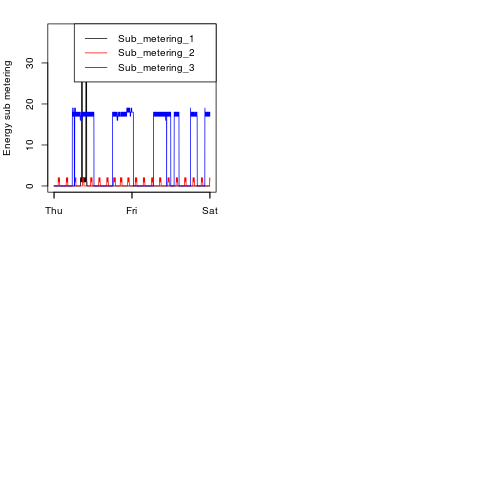 Sub_metering_1
Sub_metering_2
Sub_metering_3
Energy sub metering
30
20
10
0
Thu
Fri
Sat